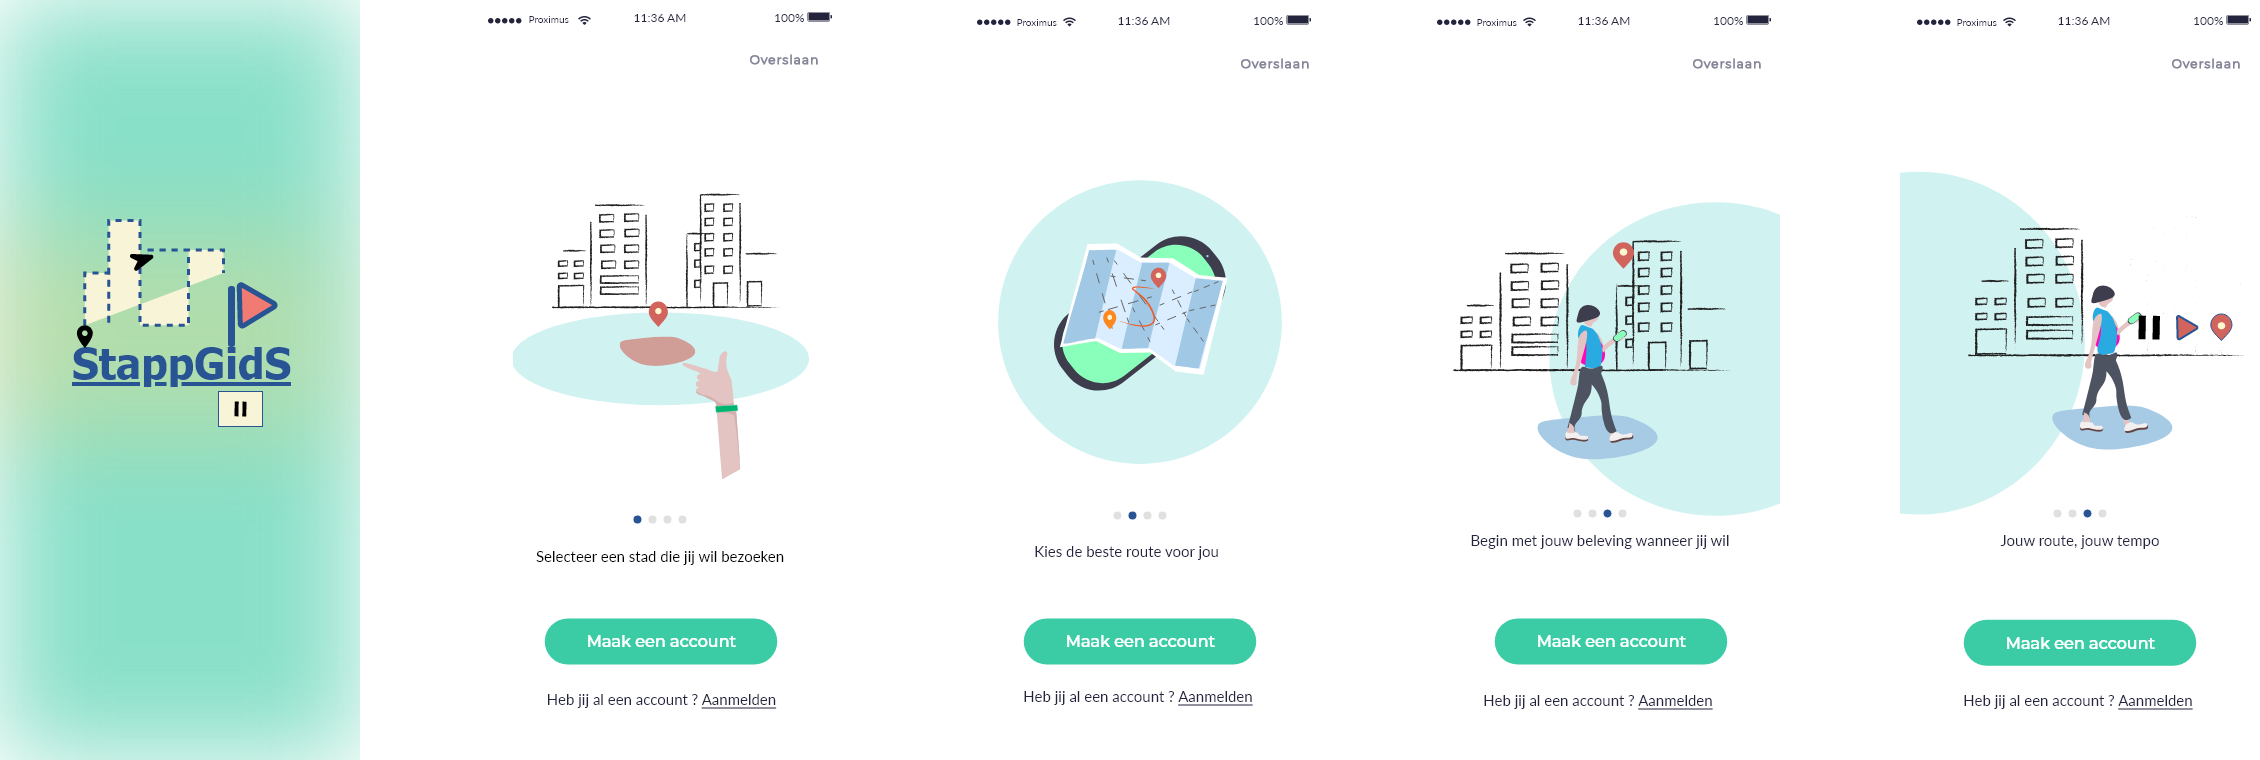 StappGidS
Proximus 11:36 AM 100%
Overslaan
Selecteer een stad die jij wil bezoeken
Maak een account
Heb jij al een account ? Aanmelden
Proximus 11:36 AM 100%
Overslaan
Kies de beste route voor jou
Maak een account
Heb jij al een account ? Aanmelden
Proximus 11:36 AM 100%
Overslaan
Begin met jouw beleving wanneer jij wil
Maak een account
Heb jij al een account ? Aanmelden
Proximus 11:36 AM 100%
Overslaan
Jouw route, jouw tempo
Maak een account
Heb jij al een account ? Aanmelden